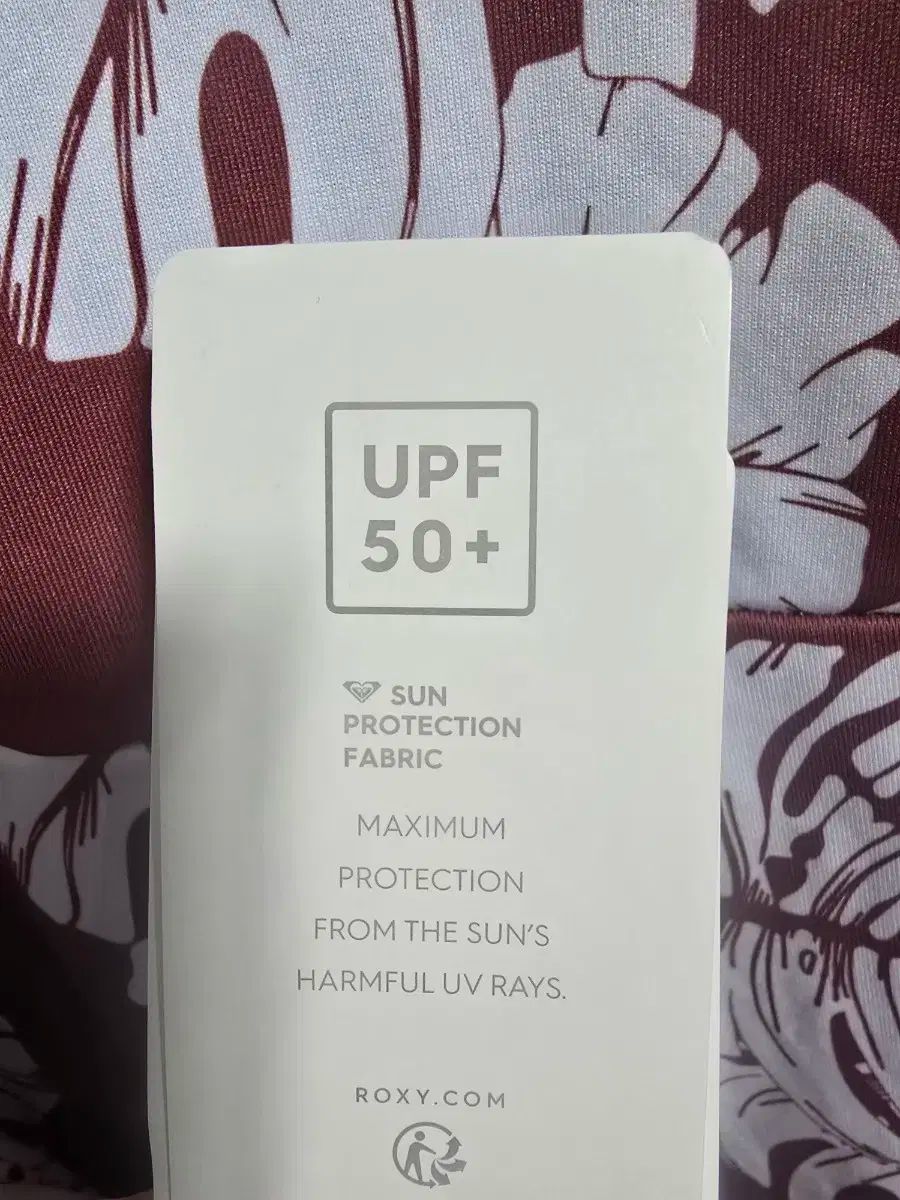 UPF
50+
SUN
PROTECTION
FABRIC
MAXIMUM
PROTECTION
FROM THE SUN'S
HARMFUL UV RAYS.
ROXY.COM